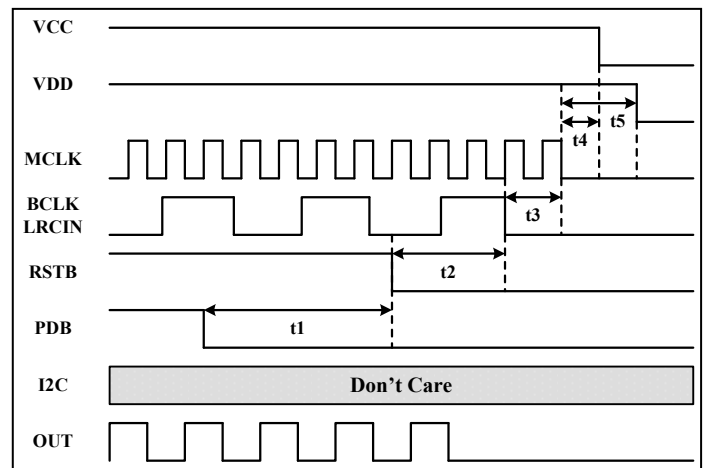 VCC
VDD
t5
t4
MCLK
BCLK
LRCIN
t3
RSTB
t2
PDB
t1
I2C
Don't Care
OUT